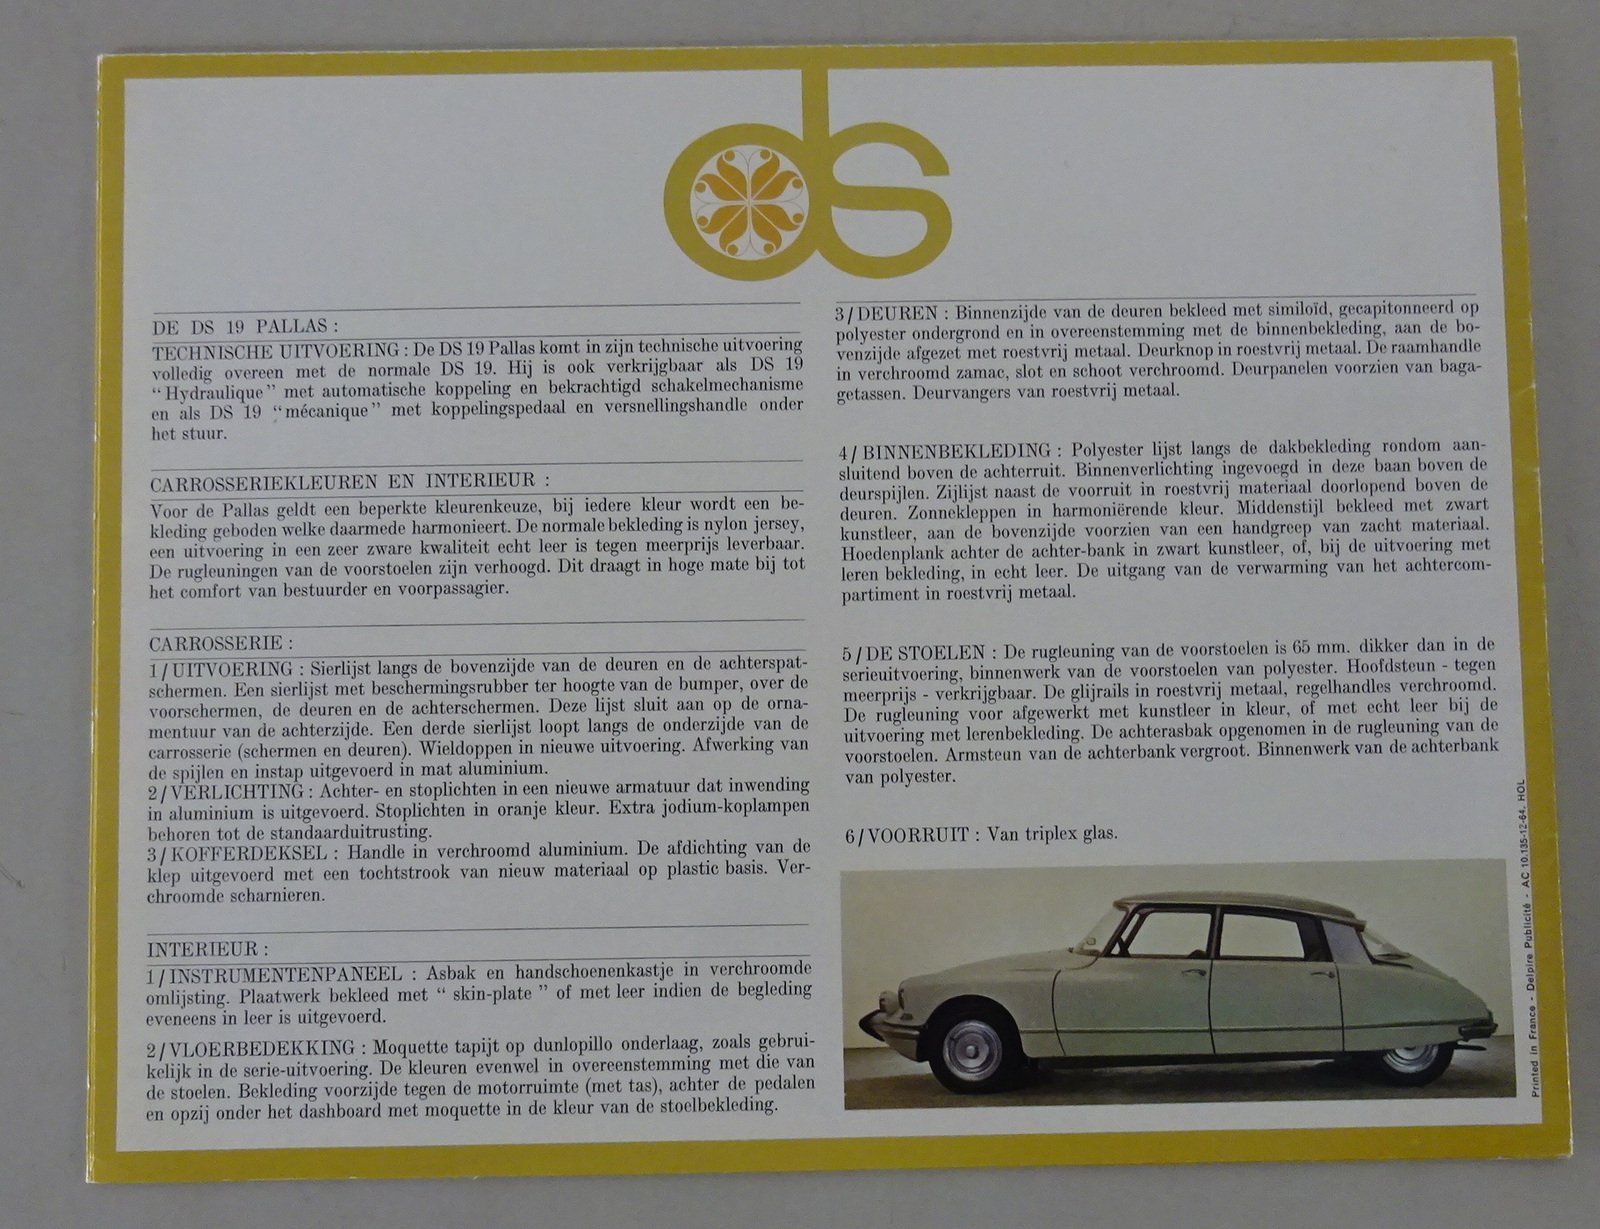 ds
DE DS 19 PALLAS :
TECHNISCHE UITVOERING : De DS 19 Pallas komt in zijn technische uitvoering
volledig overeen met de normale DS 19. Hij is ook verkrijgbaar als DS 19
“Hydraulique” met automatische koppeling en bekrachtigd schakelmechanisme
en als DS 19 “mécanique” met koppelingspedaal en versnellingshandle onder
het stuur.
CARROSSERIEKLEUREN EN INTERIEUR :
Voor de Pallas geldt een beperkte kleurenkeuze, bij iedere kleur wordt een be-
kleding geboden welke daarmede harmonieert. De normale bekleding is nylon jersey,
een uitvoering in een zeer zware kwaliteit echt leer is tegen meerprijs leverbaar.
De rugleuningen van de voorstoelen zijn verhoogd. Dit draagt in hoge mate bij tot
het comfort van bestuurder en voorpassagier.
CARROSSERIE :
1/UITVOERING : Sierlijst langs de bovenzijde van de deuren en de achterspat-
schermen. Een sierlijst met beschermingsrubber ter hoogte van de bumper, over de
voorschermen, de deuren en de achterschermen. Deze lijst sluit aan op de orna-
mentuur van de achterzijde. Een derde sierlijst loopt langs de onderzijde van de
carrosserie (schermen en deuren). Wieldoppen in nieuwe uitvoering. Afwerking van
de spijlen en instap uitgevoerd in mat aluminium.
2/VERLICHTING : Achter- en stoplichten in een nieuwe armatuur dat inwending
in aluminium is uitgevoerd. Stoplichten in oranje kleur. Extra jodium-koplampen
behoren tot de standaarduitrusting.
3/KOFFERDEKSEL : Handle in verchroomd aluminium. De afdichting van de
klep uitgevoerd met een tochtstrook van nieuw materiaal op plastic basis. Ver-
chroomde scharnieren.
INTERIEUR :
1/INSTRUMENTENPANEEL : Asbak en handschoenenkastje in verchroomde
omlijsting. Plaatwerk bekleed met “ skin-plate ” of met leer indien de begleding
eveneens in leer is uitgevoerd.
2/VLOERBEDEKKING : Moquette tapijt op dunlopillo onderlaag, zoals gebrui-
kelijk in de serie-uitvoering. De kleuren evenwel in overeenstemming met die van
de stoelen. Bekleding voorzijde tegen de motorruimte (met tas), achter de pedalen
en opzij onder het dashboard met moquette in de kleur van de stoelbekleding.
3/DEUREN : Binnenzijde van de deuren bekleed met similoïd, gecapitonneerd op
polyester ondergrond en in overeenstemming met de binnenbekleding, aan de bo-
venzijde afgezet met roestvrij metaal. Deurknop in roestvrij metaal. De raamhandle
in verchroomd zamac, slot en schoot verchroomd. Deurpanelen voorzien van baga-
getassen. Deurvangers van roestvrij metaal.
4/BINNENBEKLEDING : Polyester lijst langs de dakbekleding rondom aan-
sluitend boven de achterruit. Binnenverlichting ingevoegd in deze baan boven de
deurspijlen. Zijlijst naast de voorruit in roestvrij materiaal doorlopend boven de
deuren. Zonnekleppen in harmoniërende kleur. Middenstijl bekleed met zwart
kunstleer, aan de bovenzijde voorzien van een handgreep van zacht materiaal.
Hoedenplank achter de achter-bank in zwart kunstleer, of, bij de uitvoering met
leren bekleding, in echt leer. De uitgang van de verwarming van het achtercom-
partiment in roestvrij metaal.
5/DE STOELEN : De rugleuning van de voorstoelen is 65 mm. dikker dan in de
serieuitvoering, binnenwerk van de voorstoelen van polyester. Hoofdsteun - tegen
meerprijs - verkrijgbaar. De glijrails in roestvrij metaal, regelhandles verchroomd.
De rugleuning voor afgewerkt met kunstleer in kleur, of met echt leer bij de
uitvoering met lerenbekleding. De achterasbak opgenomen in de rugleuning van de
voorstoelen. Armsteun van de achterbank vergroot. Binnenwerk van de achterbank
van polyester.
6/VOORRUIT : Van triplex glas.
Printed in France - Delpire Publicité - AC 10.135-12-64. HOL